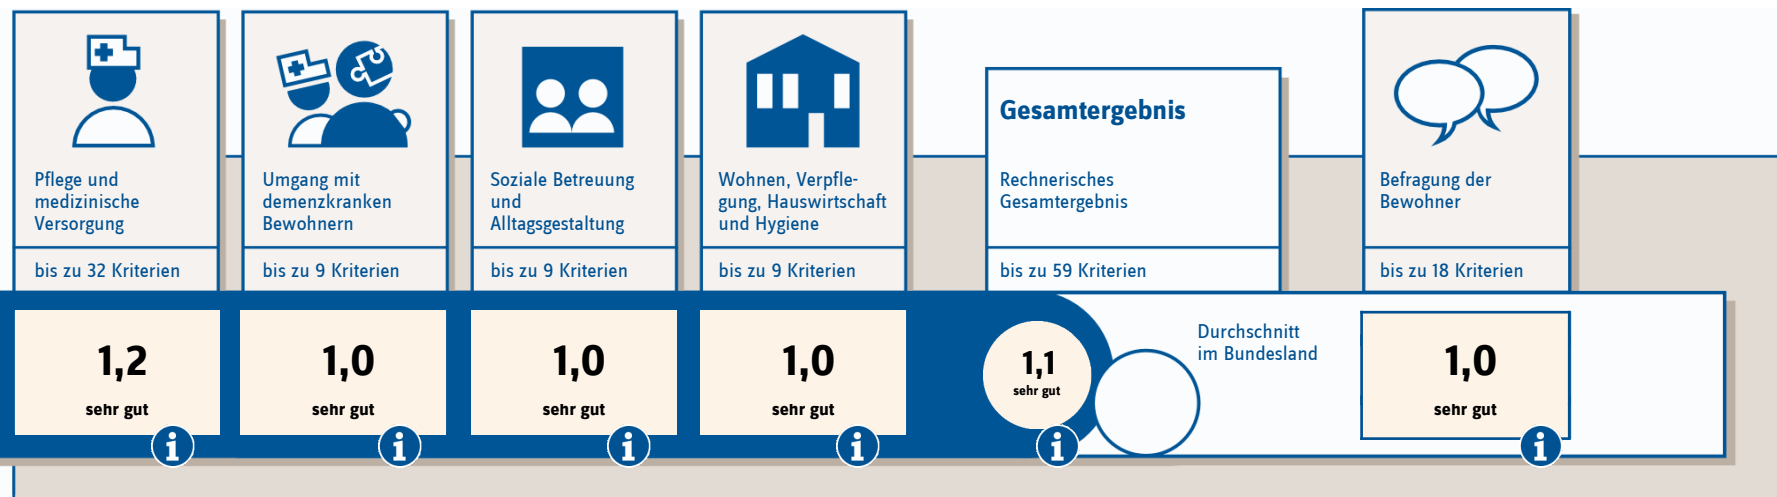 Pflege und
medizinische
Versorgung
bis zu 32 Kriterien
1,2
sehr gut
Umgang mit
demenzkranken
Bewohnern
bis zu 9 Kriterien
1,0
sehr gut
Soziale Betreuung
und
Alltagsgestaltung
bis zu 9 Kriterien
1,0
sehr gut
Wohnen, Verpfle-
gung, Hauswirtschaft
und Hygiene
bis zu 9 Kriterien
1,0
sehr gut
Gesamtergebnis
Rechnerisches
Gesamtergebnis
bis zu 59 Kriterien
1,1
sehr gut
Durchschnitt
im Bundesland
Befragung der
Bewohner
bis zu 18 Kriterien
1,0
sehr gut